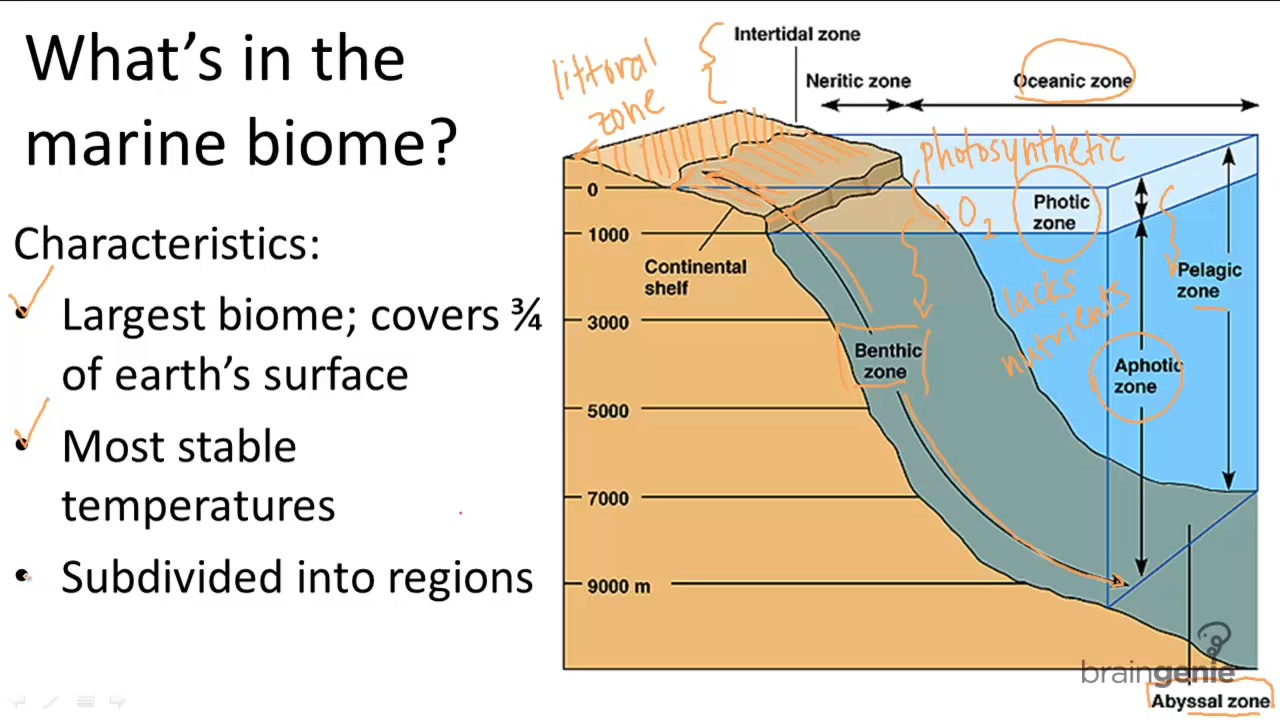 What's in the
marine biome?
Characteristics:
• Largest biome; covers ¾
of earth's surface
• Most stable
temperatures
• Subdivided into regions
littoral
zone
Intertidal zone
Neritic zone
Oceanic zone
photosynthetic
O2
Photic
zone
0
1000
3000
5000
7000
9000 m
Continental
shelf
Pelagic
zone
lacks
nutrients
Benthic
zone
Aphotic
zone
braingenie
Abyssal zone